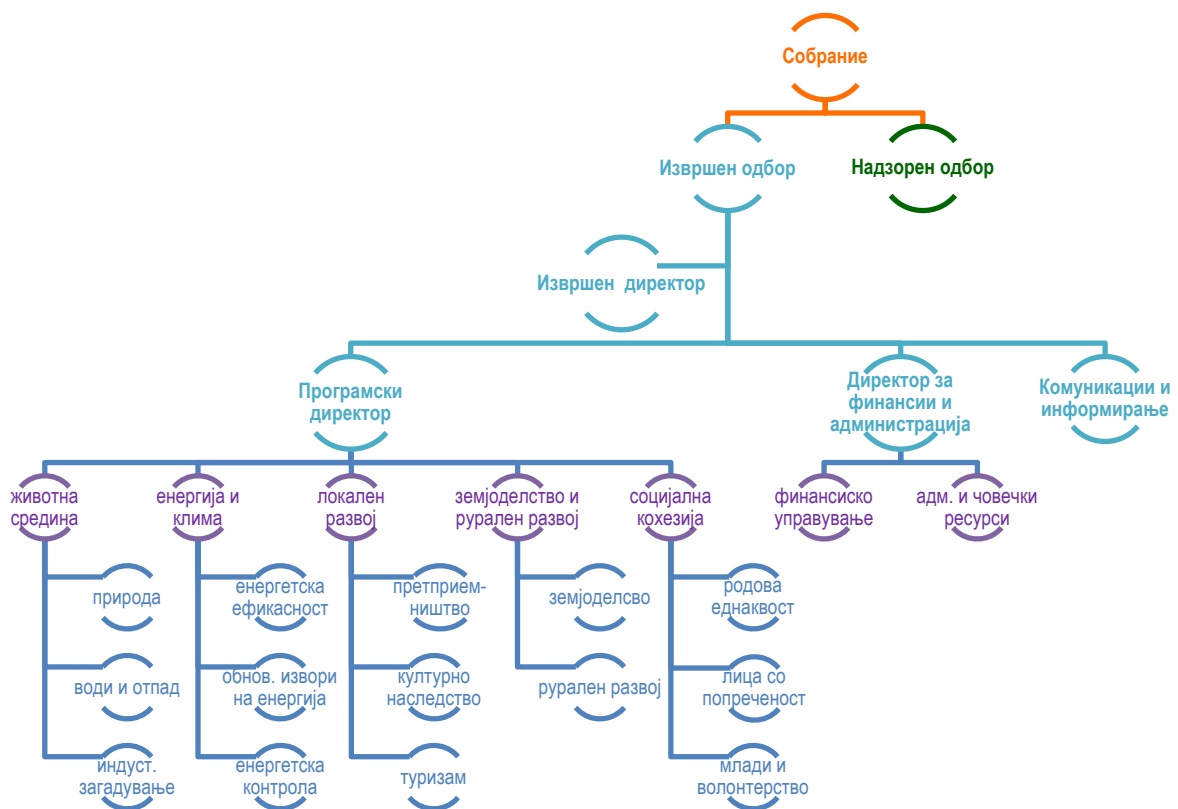 Собрание
Извршен одбор
Надзорен одбор
Извршен директор
Програмски
директор
Директор за
финансии и
администрација
Комуникации и
информирање
животна
средина
енергија и
клима
локален
развој
земјоделство и
рурален развој
социјална
кохезија
финансиско
управување
адм. и човечки
ресурси
природа
енергетска
ефикасност
претприем-
ништво
земјоделсво
родова
еднаквост
води и отпад
обнов. извори
на енергија
културно
наследство
рурален развој
лица со
попреченост
индуст.
загадување
енергетска
контрола
туризам
млади и
волонтерство